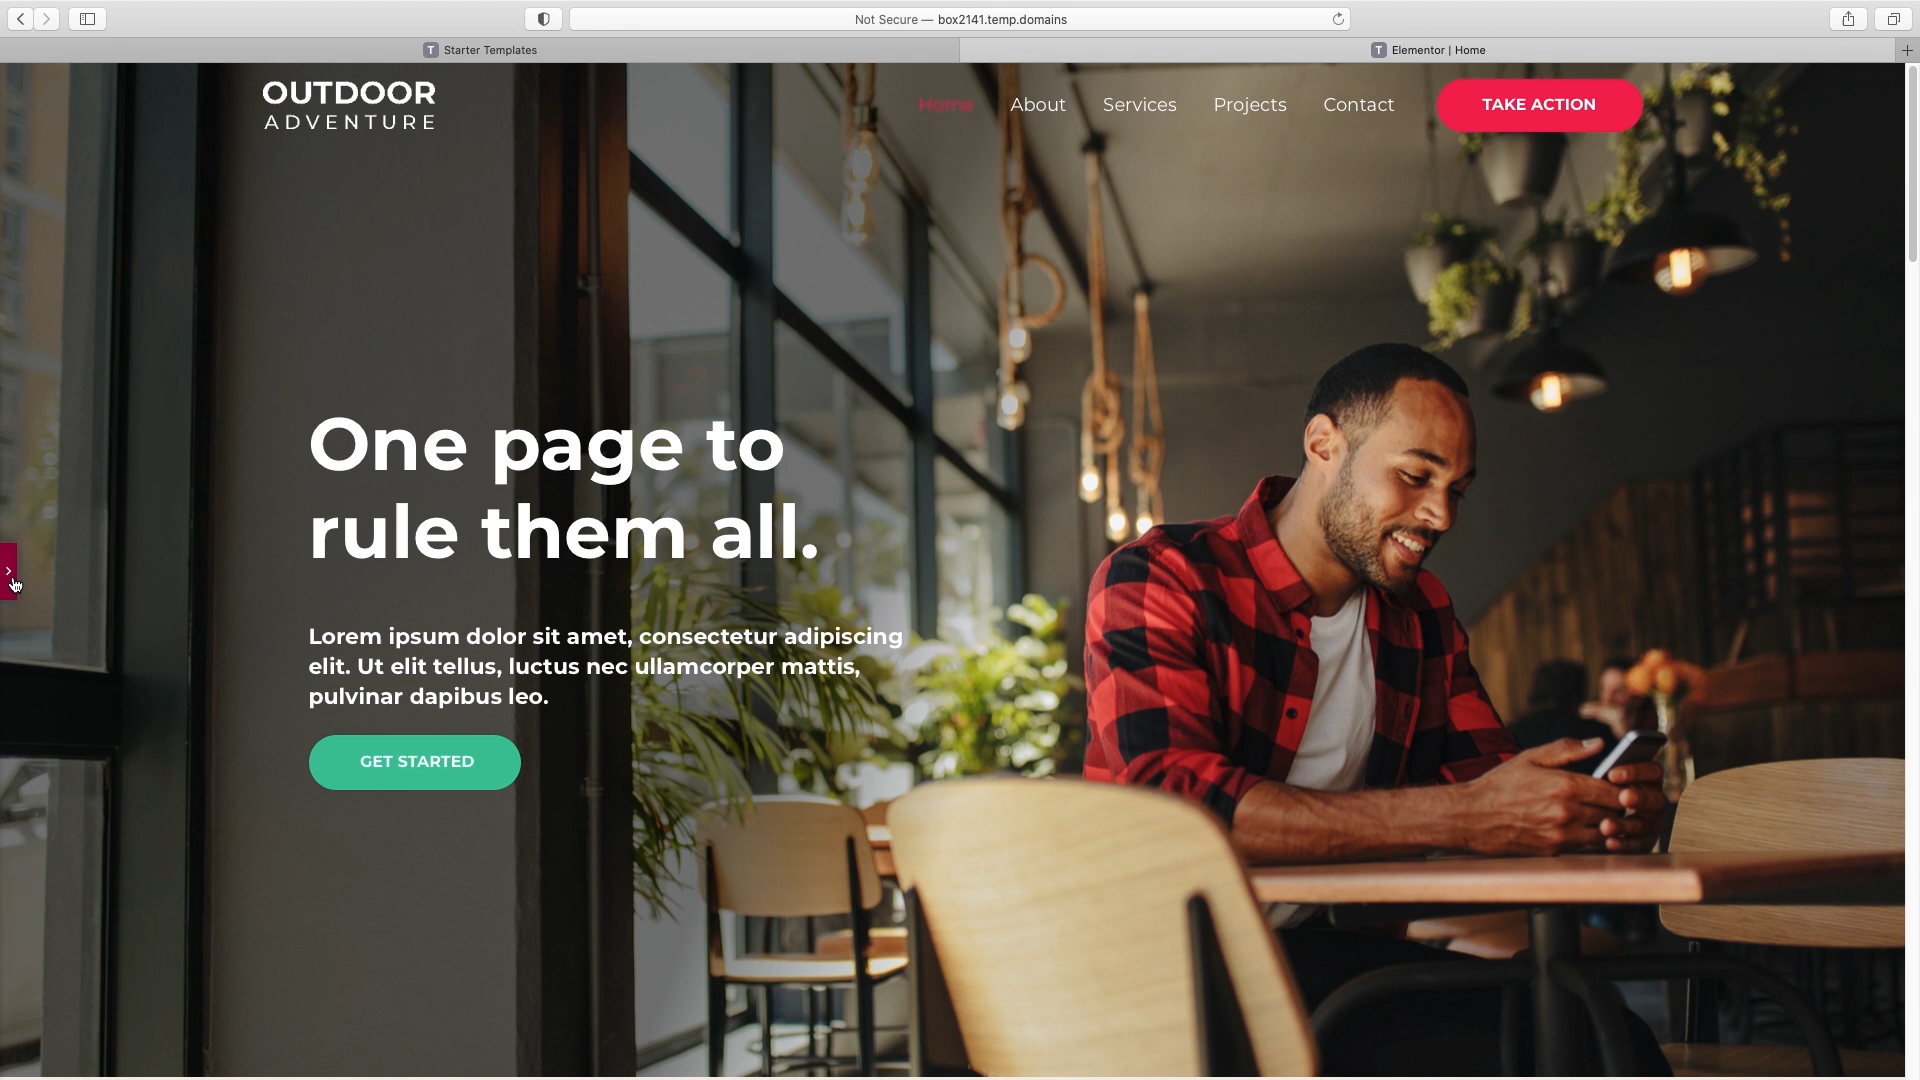 Not Secure — box2141.temp.domains
Starter Templates
Elementor | Home
OUTDOOR
ADVENTURE
Home About Services Projects Contact TAKE ACTION
One page to
rule them all.
Lorem ipsum dolor sit amet, consectetur adipiscing
elit. Ut elit tellus, luctus nec ullamcorper mattis,
pulvinar dapibus leo.
GET STARTED